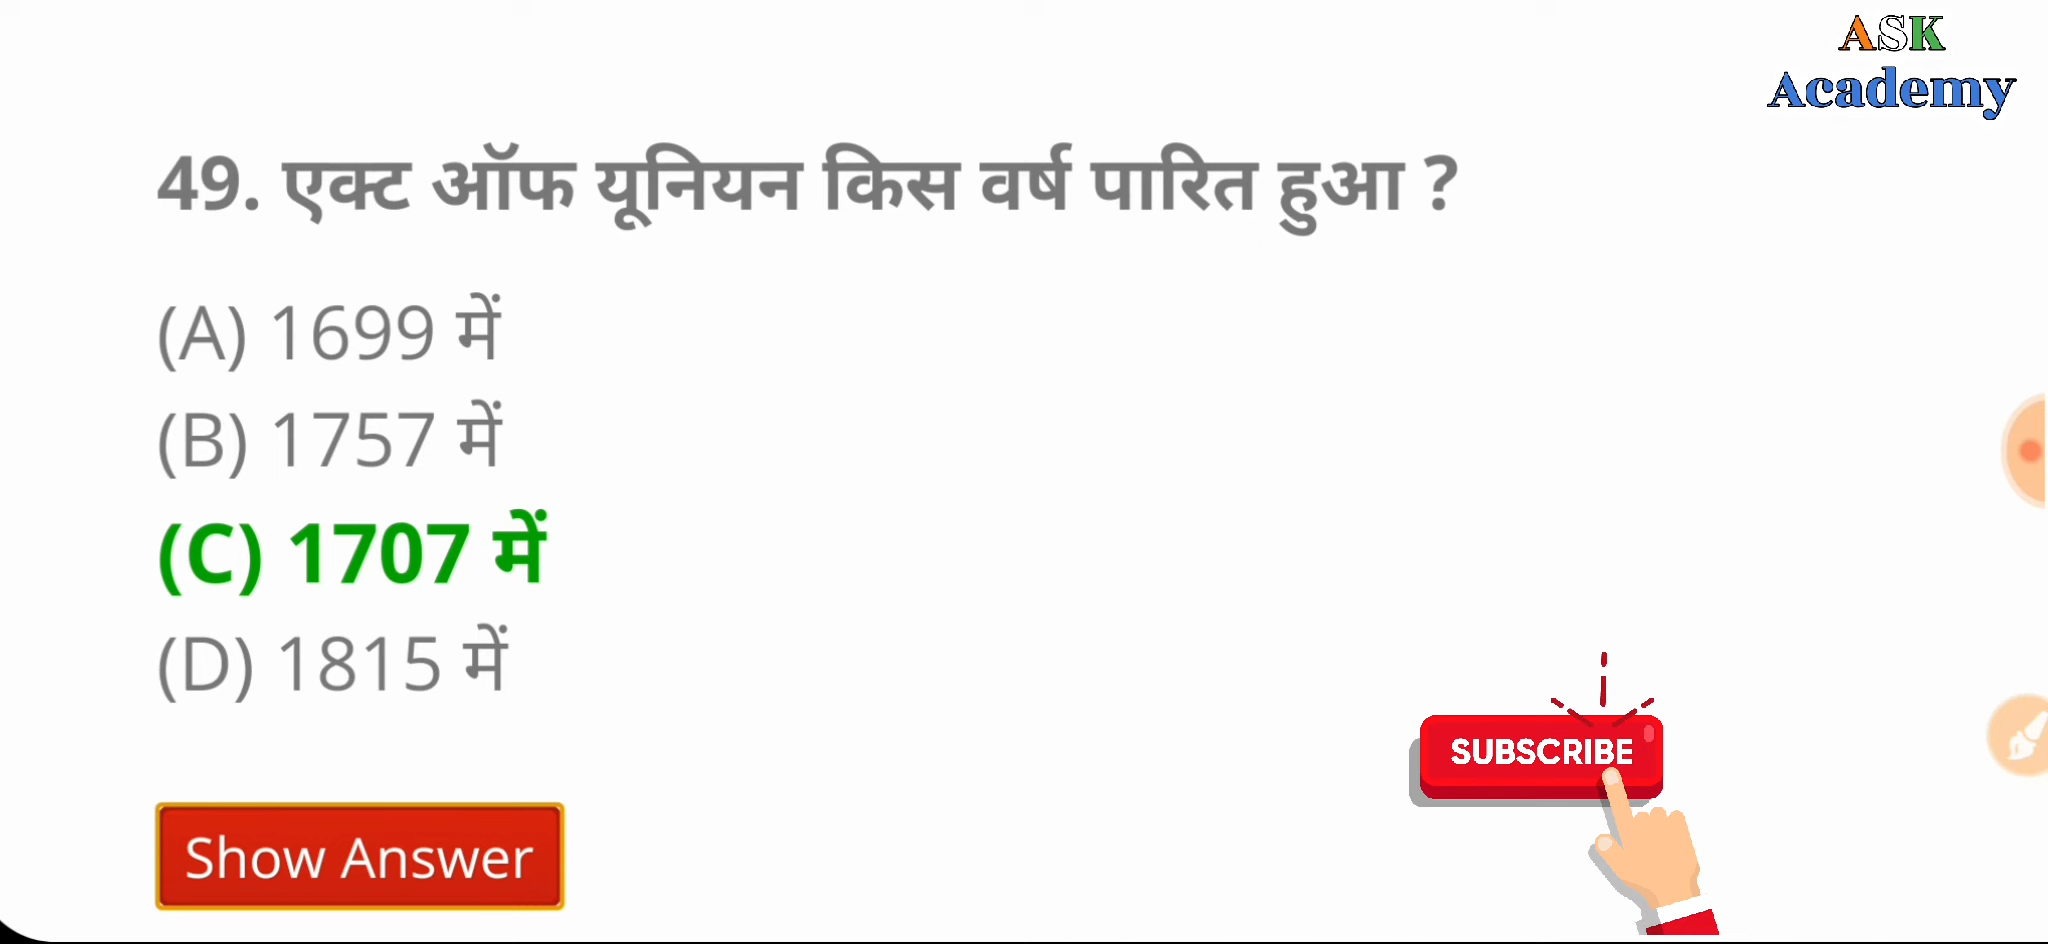 ASK
Academy
49. एक्ट ऑफ यूनियन किस वर्ष पारित हुआ ?
(A) 1699 में
(B) 1757 में
(C) 1707 में
(D) 1815 में
SUBSCRIBE
Show Answer